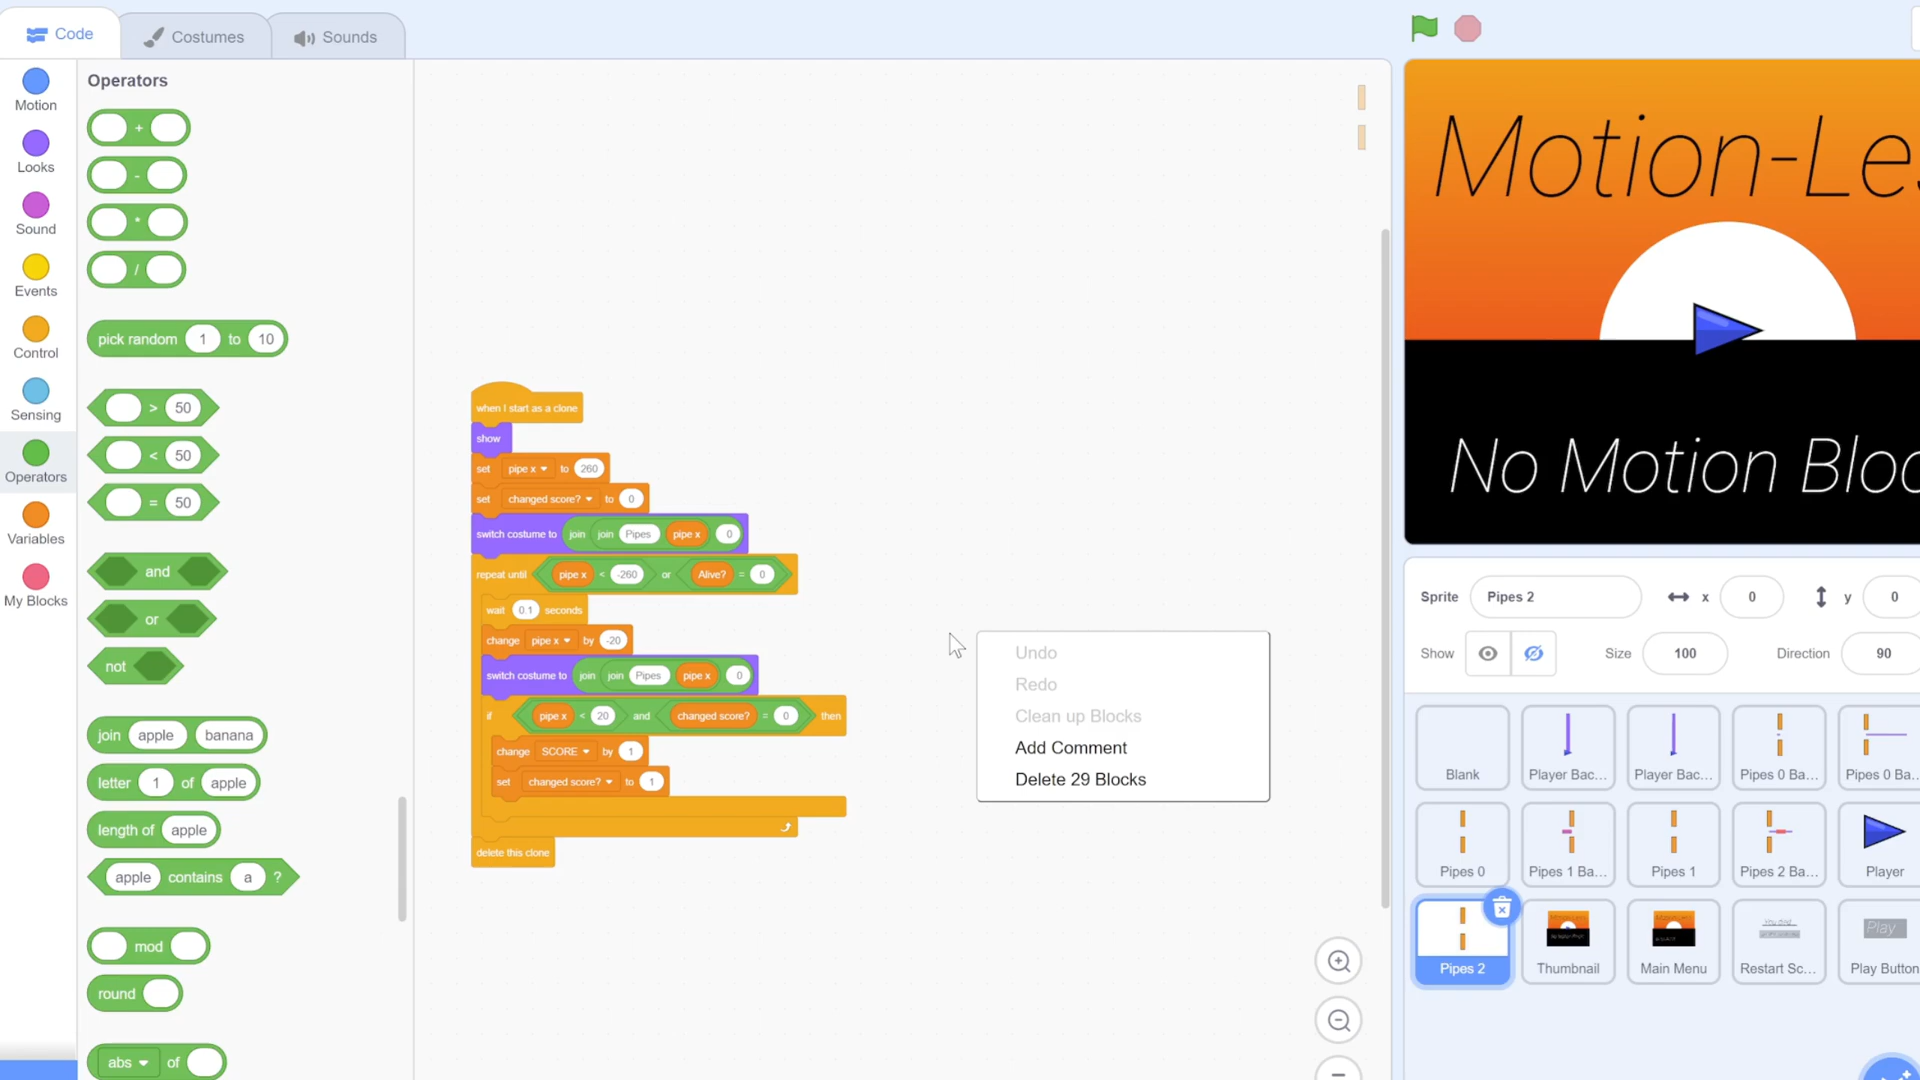 Code
Costumes
Sounds
Motion
Looks
Sound
Events
Control
Sensing
Operators
Variables
My Blocks
Operators
+
-
*
/
pick random 1 to 10
> 50
< 50
= 50
and
or
not
join apple banana
letter 1 of apple
length of apple
apple contains a ?
mod
round
abs of
when I start as a clone
show
set pipe x to 260
set changed score? to 0
switch costume to join join Pipes pipe x 0
repeat until pipe x < -260 or Alive? = 0
wait 0.1 seconds
change pipe x by -20
switch costume to join join Pipes pipe x 0
if pipe x < 20 and changed score? = 0 then
change SCORE by 1
set changed score? to 1
delete this clone
Undo
Redo
Clean up Blocks
Add Comment
Delete 29 Blocks
Motion-Les
No Motion Bloc
Sprite Pipes 2 x 0 y 0
Show Size 100 Direction 90
Blank
Player Bac...
Player Bac...
Pipes 0 Ba...
Pipes 0 Ba...
Pipes 0
Pipes 1 Ba...
Pipes 1
Pipes 2 Ba...
Player
Pipes 2
Thumbnail
Main Menu
Restart Sc...
Play
Play Button